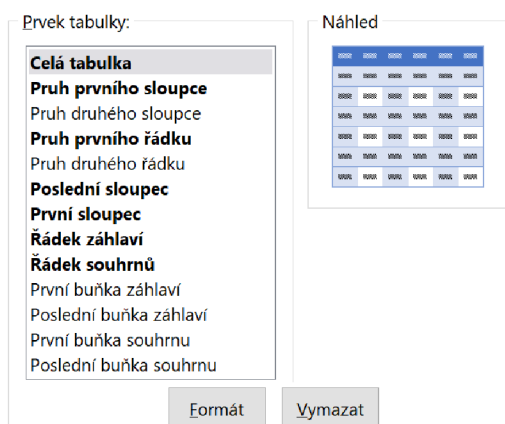 Prvek tabulky:
Náhled
Celá tabulka
Pruh prvního sloupce
Pruh druhého sloupce
Pruh prvního řádku
Pruh druhého řádku
Poslední sloupec
První sloupec
Řádek záhlaví
Řádek souhrnů
První buňka záhlaví
Poslední buňka záhlaví
První buňka souhrnu
Poslední buňka souhrnu
Formát
Vymazat